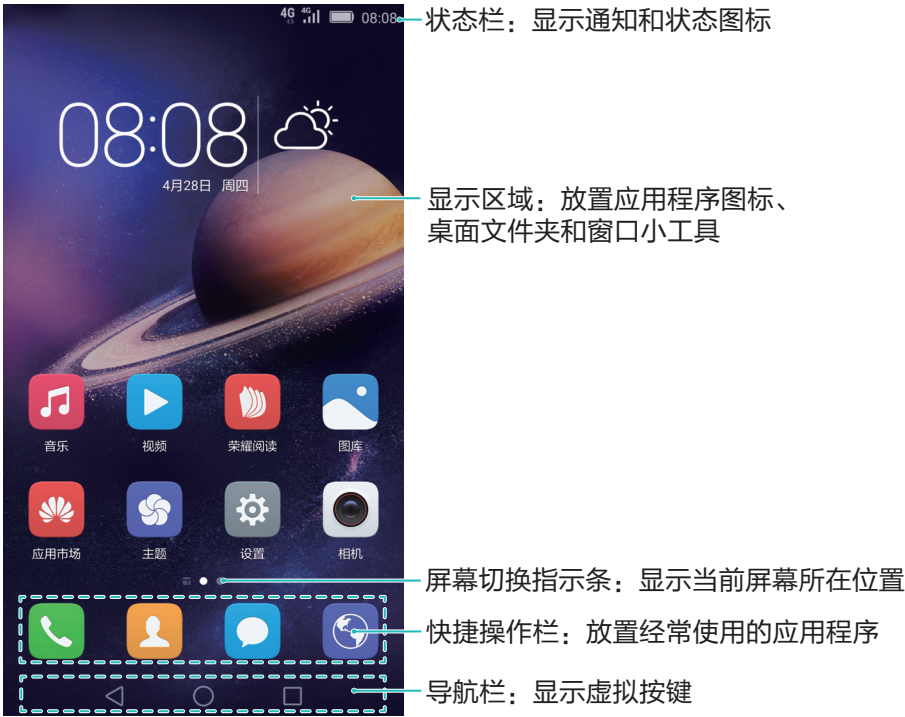 4G 4G 08:08
状态栏：显示通知和状态图标
08:08
4月28日 周四
显示区域：放置应用程序图标、
桌面文件夹和窗口小工具
音乐 视频 荣耀阅读 图库
应用市场 主题 设置 相机
屏幕切换指示条：显示当前屏幕所在位置
快捷操作栏：放置经常使用的应用程序
导航栏：显示虚拟按键